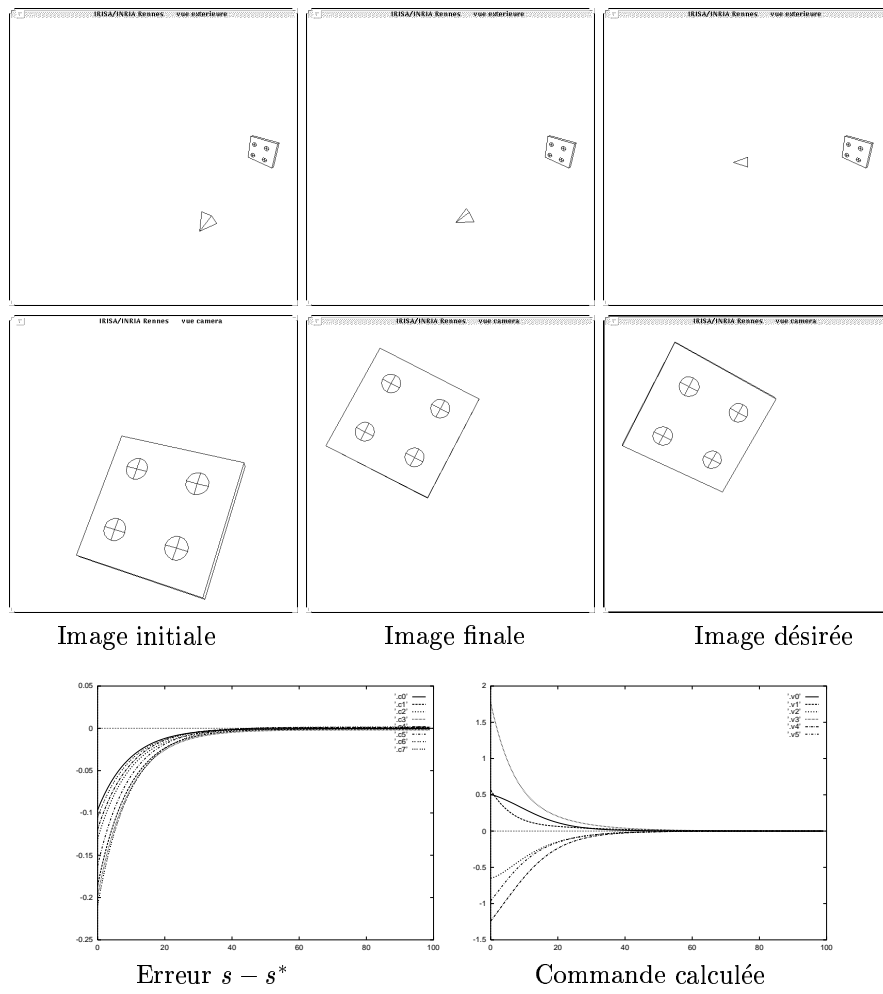 IRISA/INRIA Rennes vue exterieure
IRISA/INRIA Rennes vue exterieure
IRISA/INRIA Rennes vue exterieure
IRISA/INRIA Rennes vue camera
IRISA/INRIA Rennes vue camera
IRISA/INRIA Rennes vue camera
Image initiale
Image finale
Image désirée
0.05
0
-0.05
-0.1
-0.15
-0.2
-0.25
0 20 40 60 80 100
'.c0'
'.c1'
'.c2'
'.c3'
'.c4'
'.c5'
'.c6'
'.c7'
Erreur s − s*
2
1.5
1
0.5
0
-0.5
-1
-1.5
0 20 40 60 80 100
'.v0'
'.v1'
'.v2'
'.v3'
'.v4'
'.v5'
Commande calculée